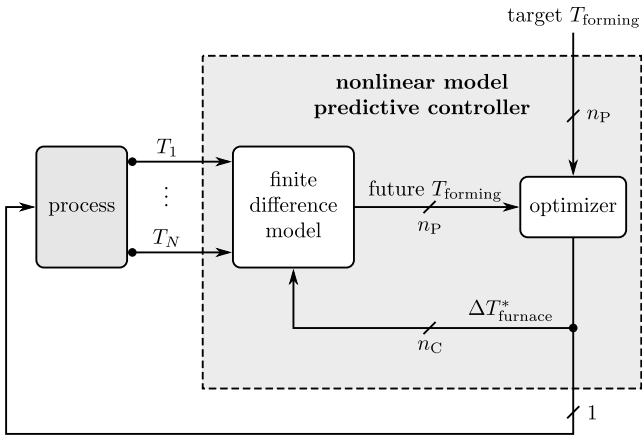 target T_forming
nonlinear model
predictive controller
n_P
T_1
⋮
T_N
process
finite
difference
model
future T_forming
n_P
optimizer
ΔT*_furnace
n_C
1